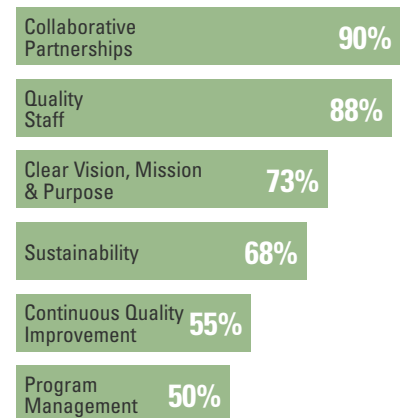 Collaborative
Partnerships
90%
Quality
Staff
88%
Clear Vision, Mission
& Purpose
73%
Sustainability
68%
Continuous Quality
Improvement
55%
Program
Management
50%